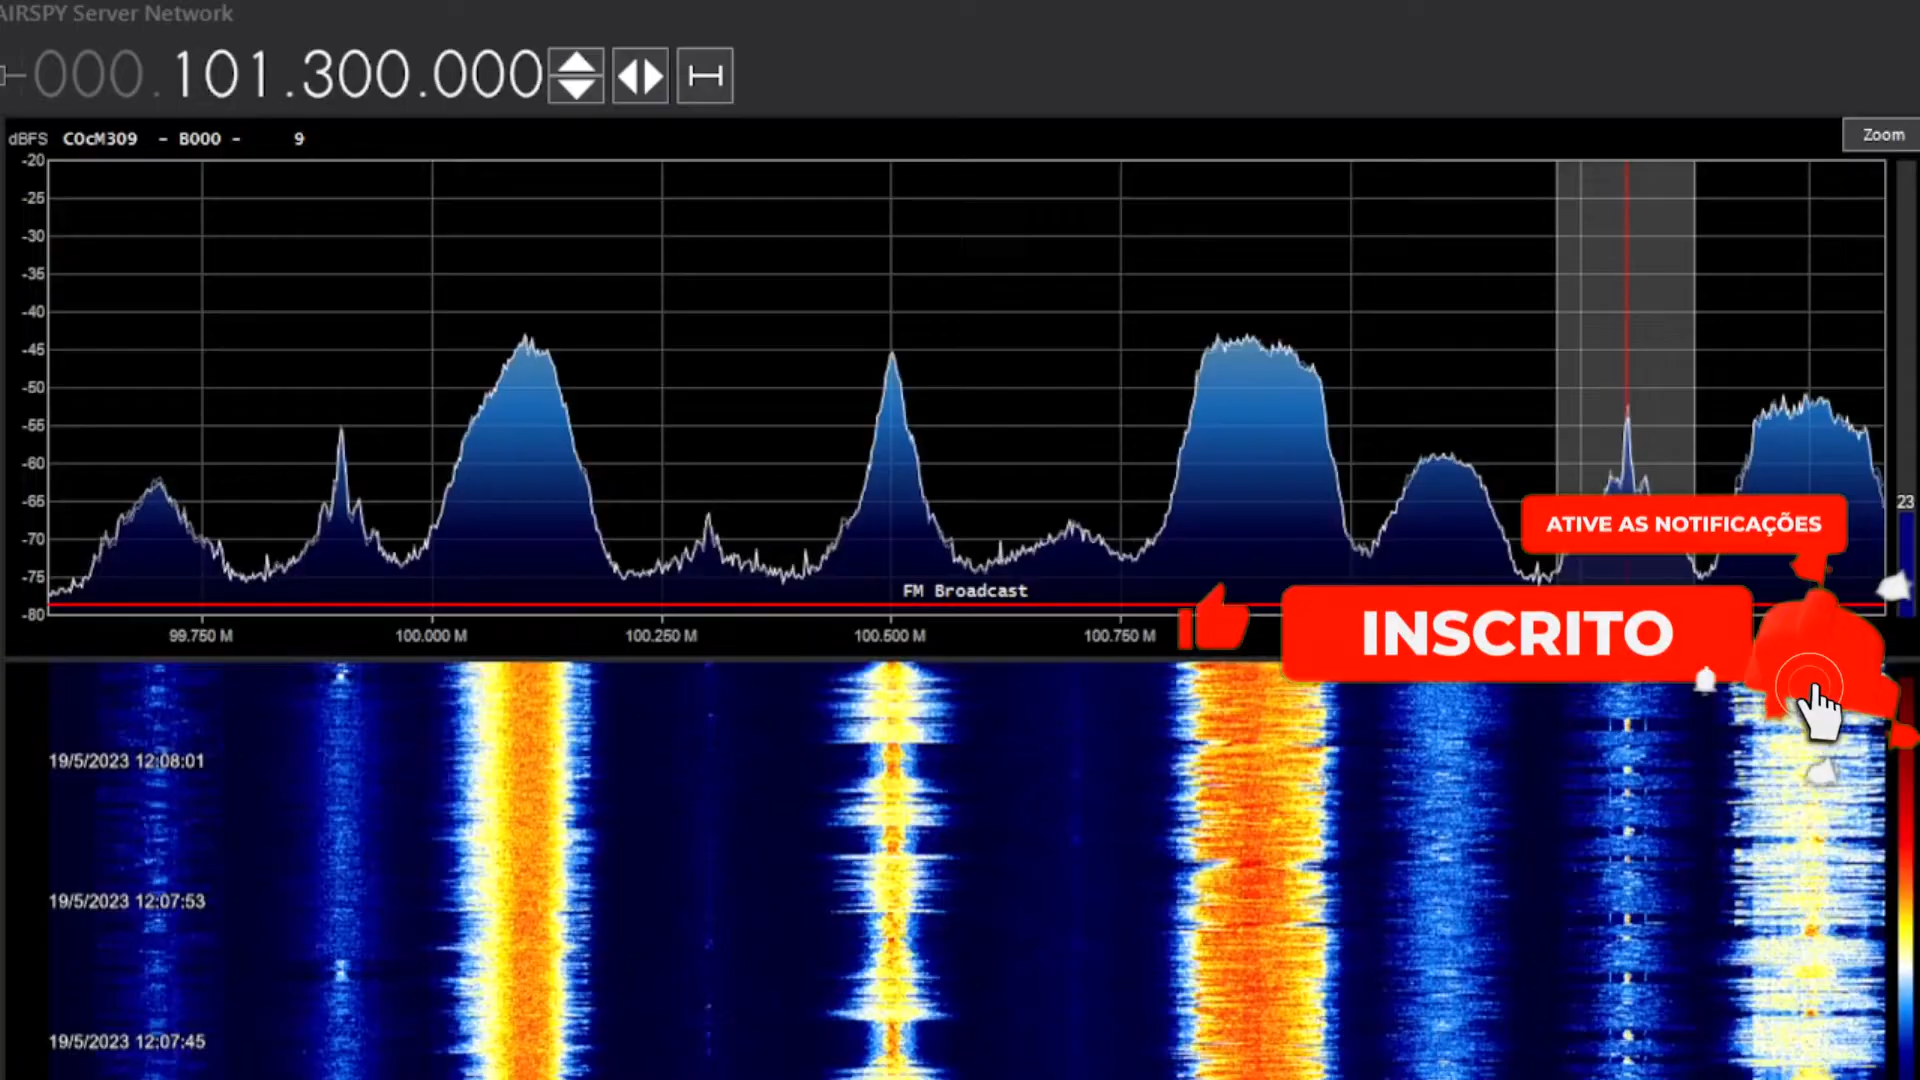 AIRSPY Server Network
000.101.300.000
dBFS COcM309 - B000 - 9
Zoom
-20
-25
-30
-35
-40
-45
-50
-55
-60
-65
-70
-75
-80
23
ATIVE AS NOTIFICAÇÕES
FM Broadcast
INSCRITO
99.750 M 100.000 M 100.250 M 100.500 M 100.750 M
19/5/2023 12:08:01
19/5/2023 12:07:53
19/5/2023 12:07:45